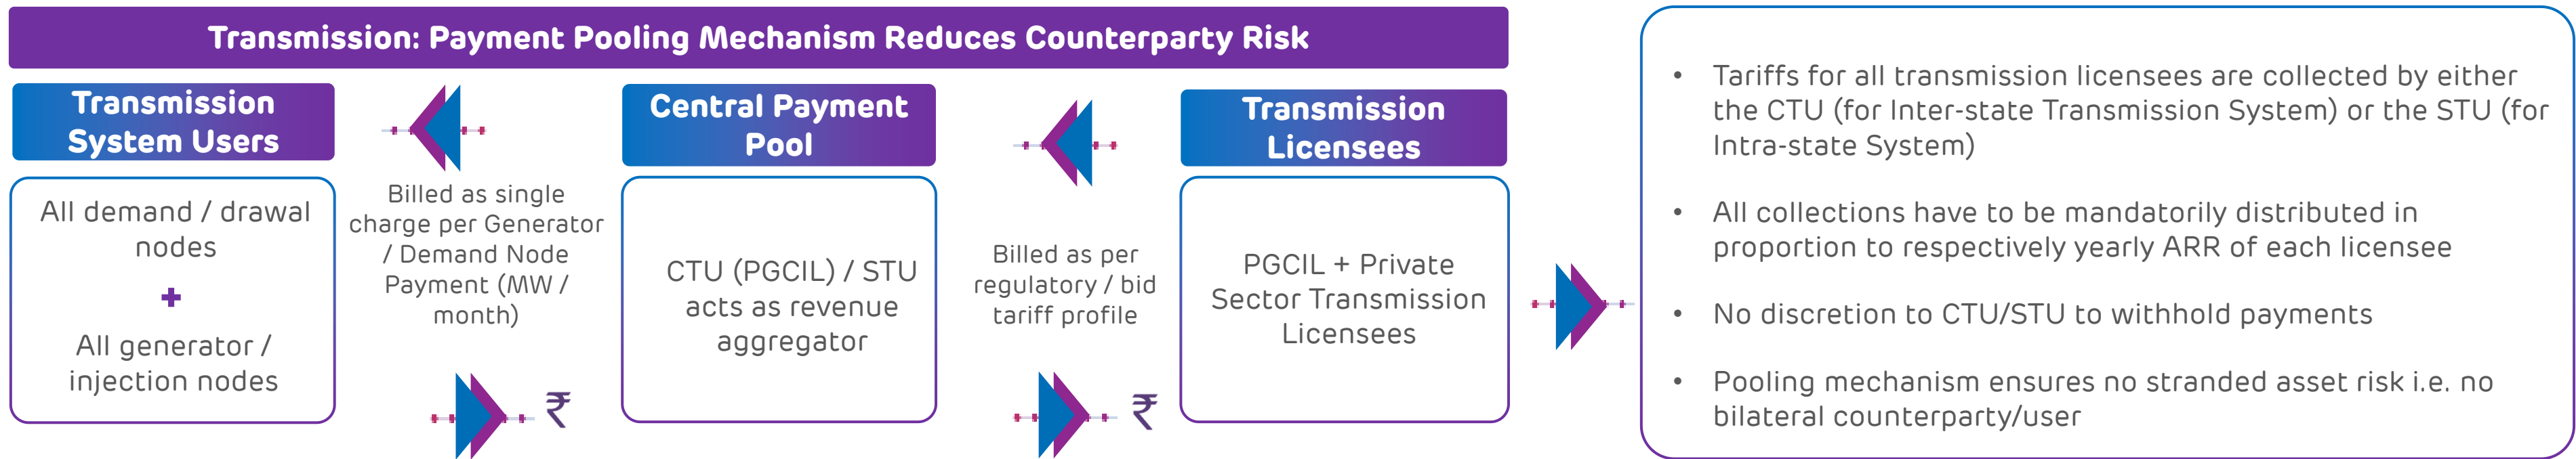 Transmission: Payment Pooling Mechanism Reduces Counterparty Risk
Transmission
System Users
All demand / drawal
nodes
+
All generator /
injection nodes
Billed as single
charge per Generator
/ Demand Node
Payment (MW /
month)
₹
Central Payment
Pool
CTU (PGCIL) / STU
acts as revenue
aggregator
Billed as per
regulatory / bid
tariff profile
₹
Transmission
Licensees
PGCIL + Private
Sector Transmission
Licensees
• Tariffs for all transmission licensees are collected by either
the CTU (for Inter-state Transmission System) or the STU (for
Intra-state System)
• All collections have to be mandatorily distributed in
proportion to respectively yearly ARR of each licensee
• No discretion to CTU/STU to withhold payments
• Pooling mechanism ensures no stranded asset risk i.e. no
bilateral counterparty/user